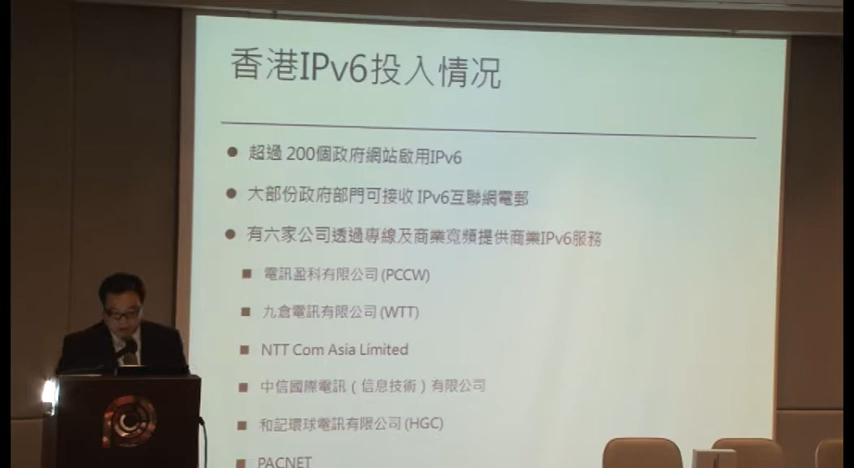 香港IPv6投入情况
超過 200個政府網站啟用IPv6
大部份政府部門可接收 IPv6互聯網電郵
有六家公司透過專線及商業寬頻提供商業IPv6服務
電訊盈科有限公司 (PCCW)
九倉電訊有限公司 (WTT)
NTT Com Asia Limited
中信國際電訊（信息技術）有限公司
和記環球電訊有限公司 (HGC)
PACNET